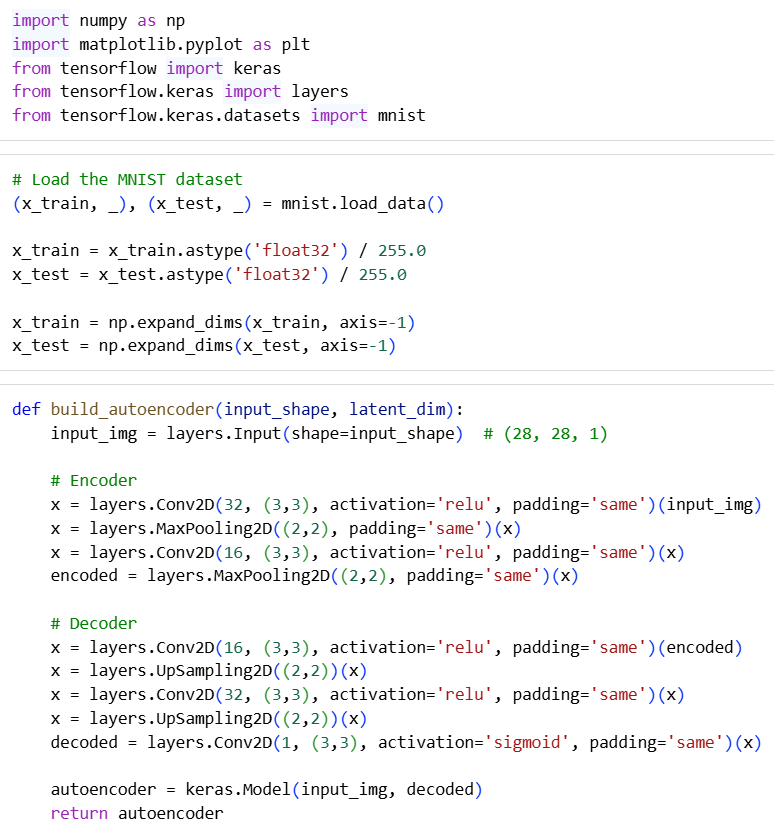 import numpy as np
import matplotlib.pyplot as plt
from tensorflow import keras
from tensorflow.keras import layers
from tensorflow.keras.datasets import mnist
# Load the MNIST dataset
(x_train, _), (x_test, _) = mnist.load_data()
x_train = x_train.astype('float32') / 255.0
x_test = x_test.astype('float32') / 255.0
x_train = np.expand_dims(x_train, axis=-1)
x_test = np.expand_dims(x_test, axis=-1)
def build_autoencoder(input_shape, latent_dim):
    input_img = layers.Input(shape=input_shape)  # (28, 28, 1)
    # Encoder
    x = layers.Conv2D(32, (3,3), activation='relu', padding='same')(input_img)
    x = layers.MaxPooling2D((2,2), padding='same')(x)
    x = layers.Conv2D(16, (3,3), activation='relu', padding='same')(x)
    encoded = layers.MaxPooling2D((2,2), padding='same')(x)
    # Decoder
    x = layers.Conv2D(16, (3,3), activation='relu', padding='same')(encoded)
    x = layers.UpSampling2D((2,2))(x)
    x = layers.Conv2D(32, (3,3), activation='relu', padding='same')(x)
    x = layers.UpSampling2D((2,2))(x)
    decoded = layers.Conv2D(1, (3,3), activation='sigmoid', padding='same')(x)
    autoencoder = keras.Model(input_img, decoded)
    return autoencoder